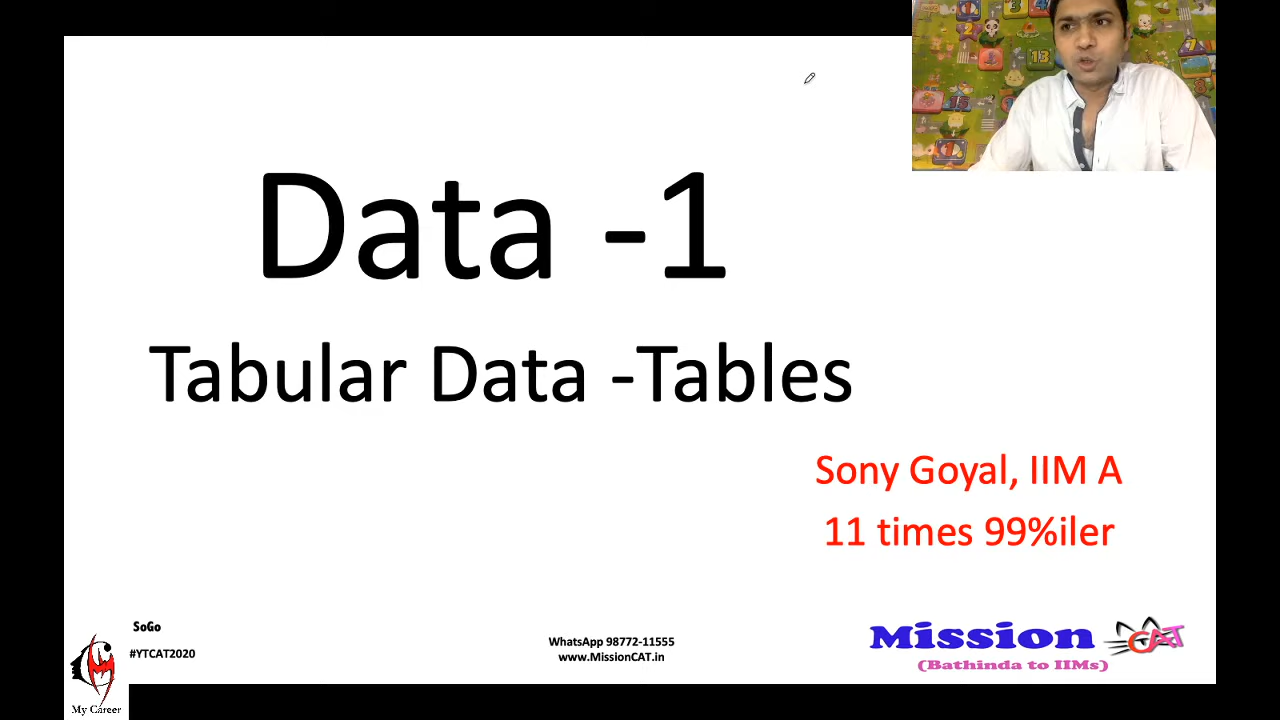 Data -1
Tabular Data -Tables
Sony Goyal, IIM A
11 times 99%iler
SoGo
#YTCAT2020
My Career
WhatsApp 98772-11555
www.MissionCAT.in
Mission CAT
(Bathinda to IIMs)